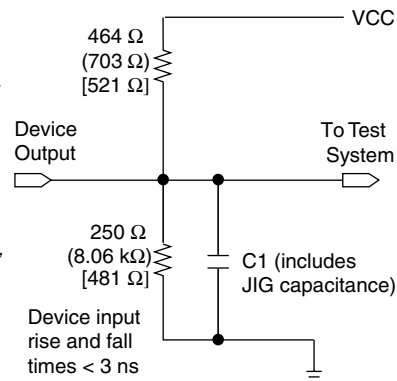 VCC
464 Ω
(703 Ω)
[521 Ω]
Device
Output
To Test
System
250 Ω
(8.06 kΩ)
[481 Ω]
C1 (includes
JIG capacitance)
Device input
rise and fall
times < 3 ns